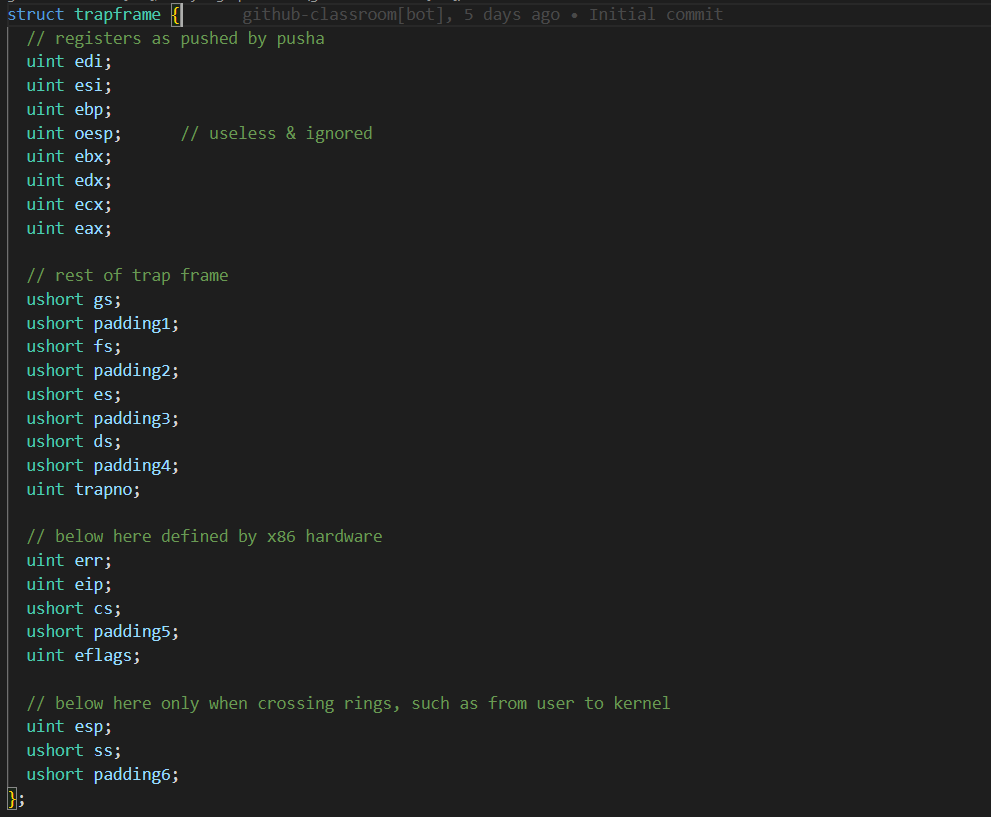 struct trapframe {    github-classroom[bot], 5 days ago • Initial commit
  // registers as pushed by pusha
  uint edi;
  uint esi;
  uint ebp;
  uint oesp;      // useless & ignored
  uint ebx;
  uint edx;
  uint ecx;
  uint eax;

  // rest of trap frame
  ushort gs;
  ushort padding1;
  ushort fs;
  ushort padding2;
  ushort es;
  ushort padding3;
  ushort ds;
  ushort padding4;
  uint trapno;

  // below here defined by x86 hardware
  uint err;
  uint eip;
  ushort cs;
  ushort padding5;
  uint eflags;

  // below here only when crossing rings, such as from user to kernel
  uint esp;
  ushort ss;
  ushort padding6;
};